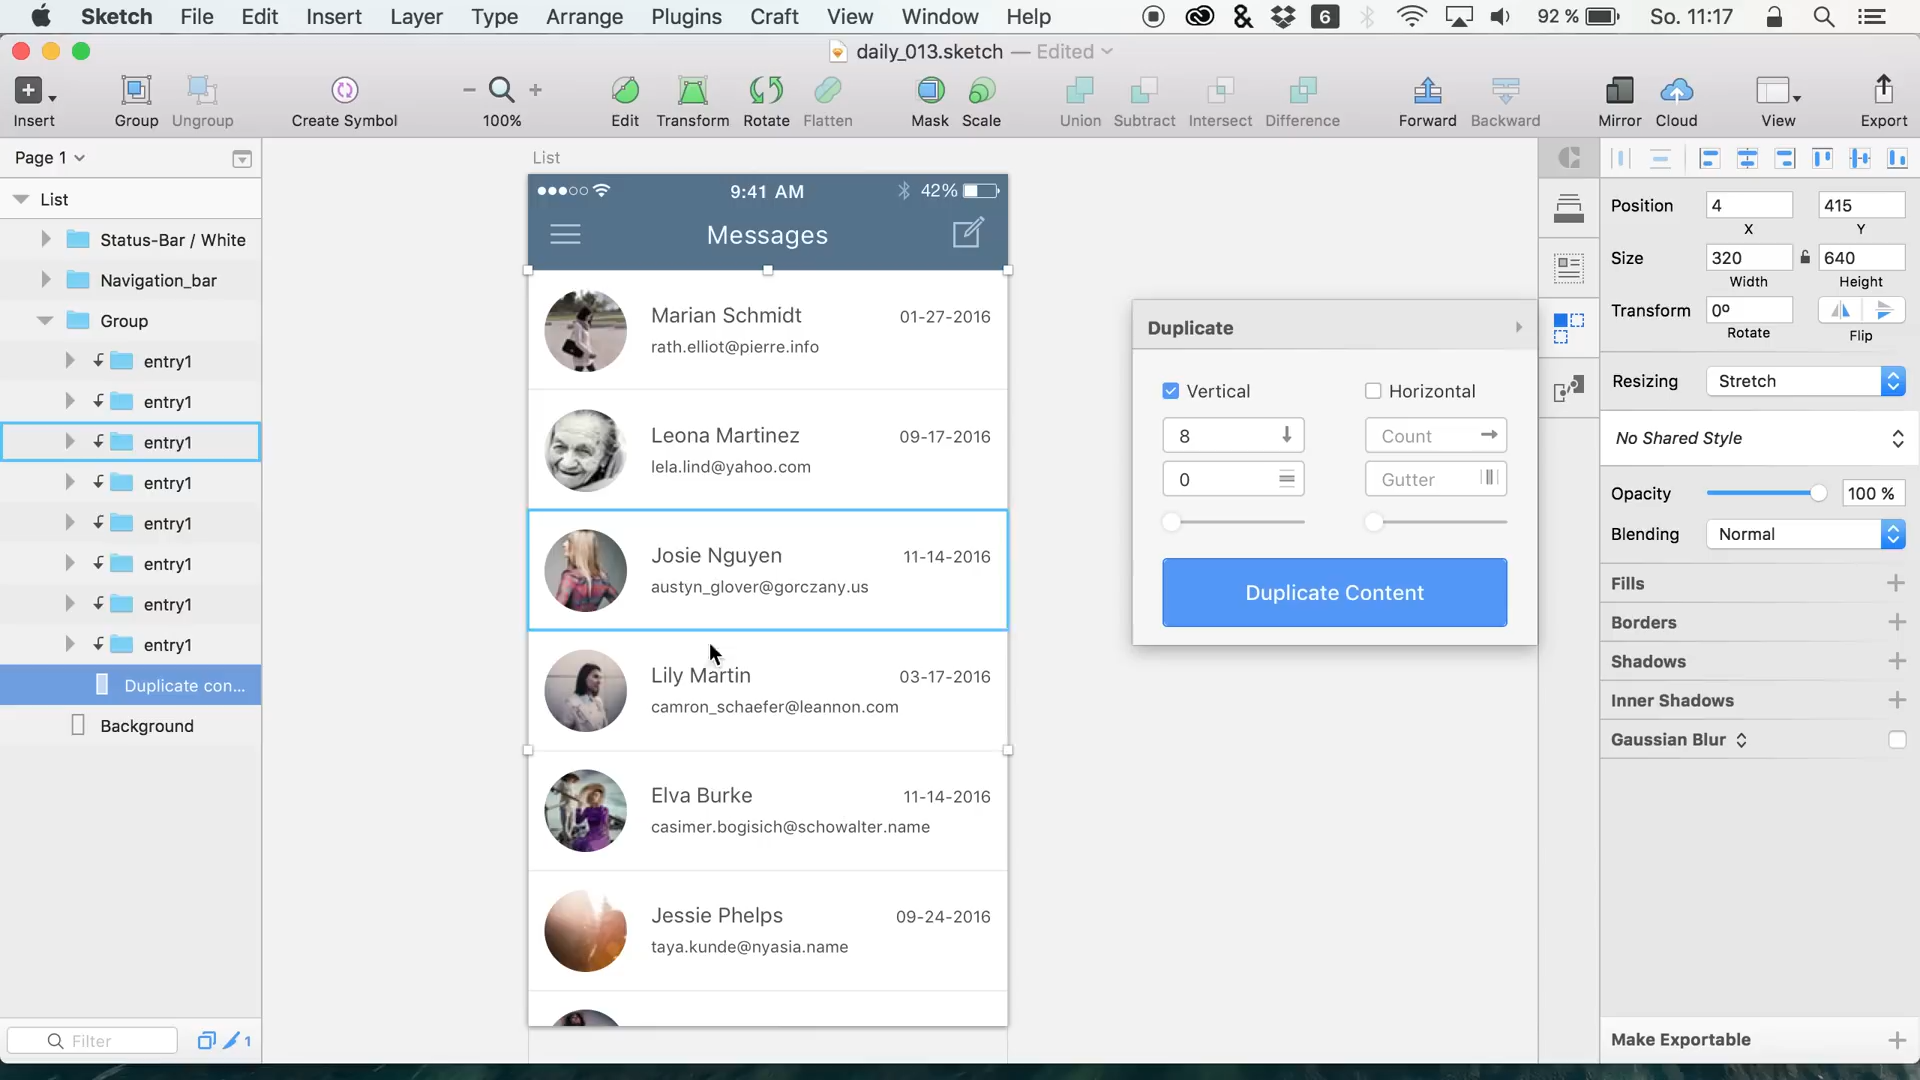 Sketch File Edit Insert Layer Type Arrange Plugins Craft View Window Help 6 92 % So. 11:17
daily_013.sketch — Edited
100%
Insert Group Ungroup Create Symbol Edit Transform Rotate Flatten Mask Scale Union Subtract Intersect Difference Forward Backward Mirror Cloud View Export
Page 1
List
Status-Bar / White
Navigation_bar
Group
entry1
entry1
entry1
entry1
entry1
entry1
entry1
entry1
Duplicate con...
Background
Filter
1
List
9:41 AM 42%
Messages
Marian Schmidt 01-27-2016
rath.elliot@pierre.info
Leona Martinez 09-17-2016
lela.lind@yahoo.com
Josie Nguyen 11-14-2016
austyn_glover@gorczany.us
Lily Martin 03-17-2016
camron_schaefer@leannon.com
Elva Burke 11-14-2016
casimer.bogisich@schowalter.name
Jessie Phelps 09-24-2016
taya.kunde@nyasia.name
Duplicate
Vertical Horizontal
8 Count
0 Gutter
Duplicate Content
Position 4 415
X Y
Size 320 640
Width Height
Transform 0º
Rotate Flip
Resizing Stretch
No Shared Style
Opacity 100 %
Blending Normal
Fills
Borders
Shadows
Inner Shadows
Gaussian Blur
Make Exportable